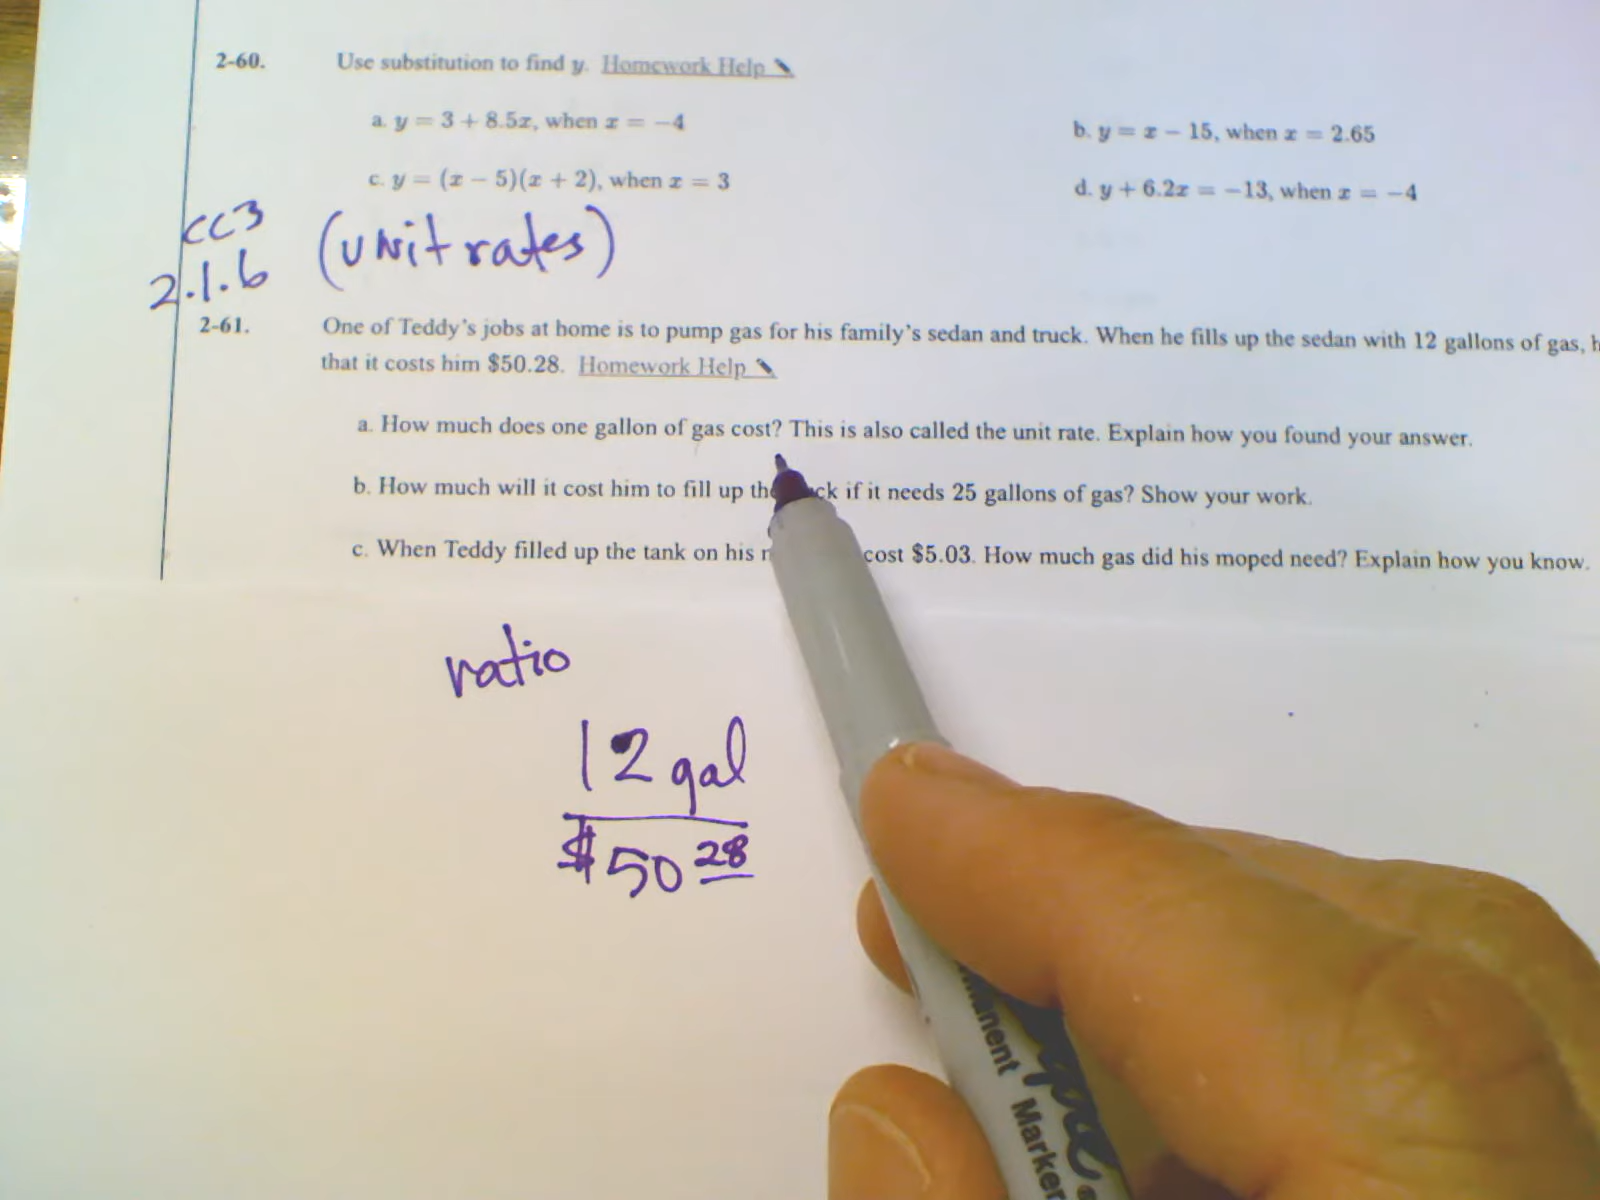 2-60. Use substitution to find y. Homework Help
a. y = 3 + 8.5x, when x = −4
b. y = x − 15, when x = 2.65
c. y = (x − 5)(x + 2), when x = 3
d. y + 6.2x = −13, when x = −4
CC3 (unit rates)
2.1.6
2-61. One of Teddy's jobs at home is to pump gas for his family's sedan and truck. When he fills up the sedan with 12 gallons of gas,
that it costs him $50.28. Homework Help
a. How much does one gallon of gas cost? This is also called the unit rate. Explain how you found your answer.
b. How much will it cost him to fill up if it needs 25 gallons of gas? Show your work.
c. When Teddy filled up the tank on his cost $5.03. How much gas did his moped need? Explain how you know.
ratio
12 gal
$50 28
Marker